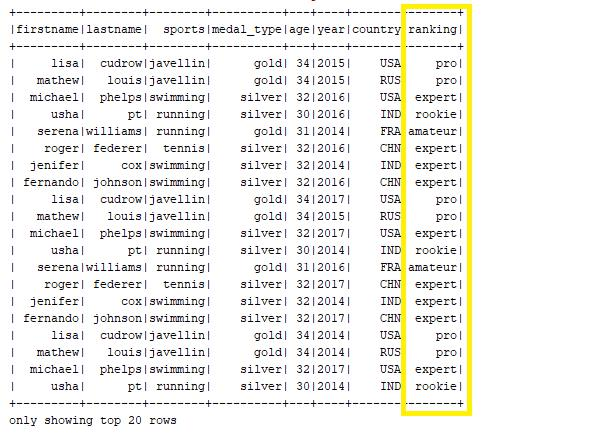 +---------+--------+--------+----------+---+----+-------+-------+
|firstname|lastname|  sports|medal_type|age|year|country|ranking|
+---------+--------+--------+----------+---+----+-------+-------+
|     lisa|  cudrow|javellin|      gold| 34|2015|    USA|    pro|
|   mathew|   louis|javellin|      gold| 34|2015|    RUS|    pro|
|  michael|  phelps|swimming|    silver| 32|2016|    USA| expert|
|     usha|      pt| running|    silver| 30|2016|    IND| rookie|
|   serena|williams| running|      gold| 31|2014|    FRA|amateur|
|    roger| federer|  tennis|    silver| 32|2016|    CHN| expert|
|  jenifer|     cox|swimming|    silver| 32|2014|    IND| expert|
| fernando| johnson|swimming|    silver| 32|2016|    CHN| expert|
|     lisa|  cudrow|javellin|      gold| 34|2017|    USA|    pro|
|   mathew|   louis|javellin|      gold| 34|2015|    RUS|    pro|
|  michael|  phelps|swimming|    silver| 32|2017|    USA| expert|
|     usha|      pt| running|    silver| 30|2014|    IND| rookie|
|   serena|williams| running|      gold| 31|2016|    FRA|amateur|
|    roger| federer|  tennis|    silver| 32|2017|    CHN| expert|
|  jenifer|     cox|swimming|    silver| 32|2014|    IND| expert|
| fernando| johnson|swimming|    silver| 32|2017|    CHN| expert|
|     lisa|  cudrow|javellin|      gold| 34|2014|    USA|    pro|
|   mathew|   louis|javellin|      gold| 34|2014|    RUS|    pro|
|  michael|  phelps|swimming|    silver| 32|2017|    USA| expert|
|     usha|      pt| running|    silver| 30|2014|    IND| rookie|
+---------+--------+--------+----------+---+----+-------+-------+
only showing top 20 rows